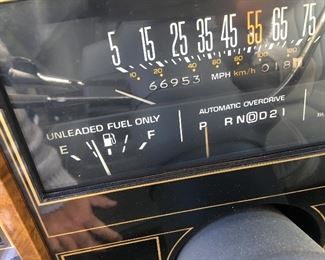 5 15 25 35 45 55 65 75
10 20 40 60 80 100 120
66953 MPH km/h 018
UNLEADED FUEL ONLY AUTOMATIC OVERDRIVE
E F P R N D 2 1